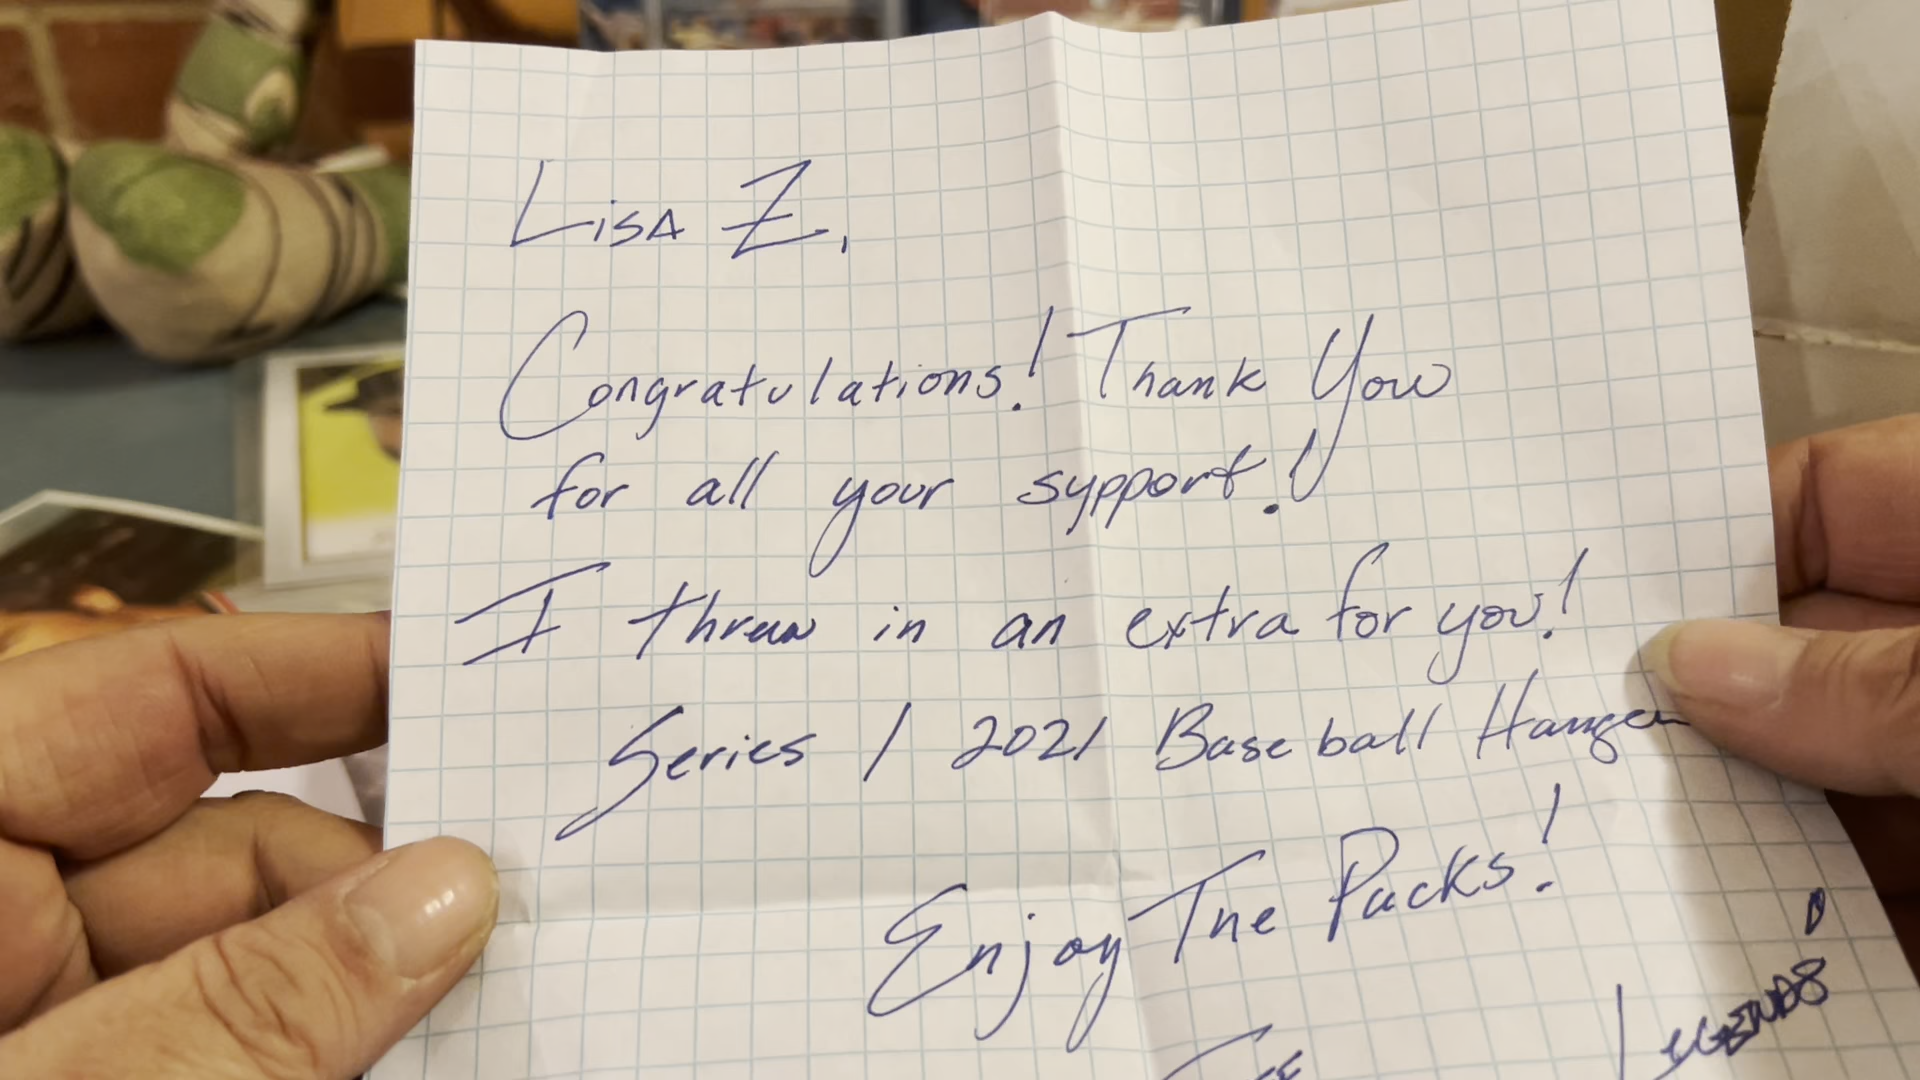 Lisa Z,
Congratulations! Thank You
for all your support!
I threw in an extra for you!
Series 1 2021 Baseball Hanger
Enjoy The Packs!
LEGENDS